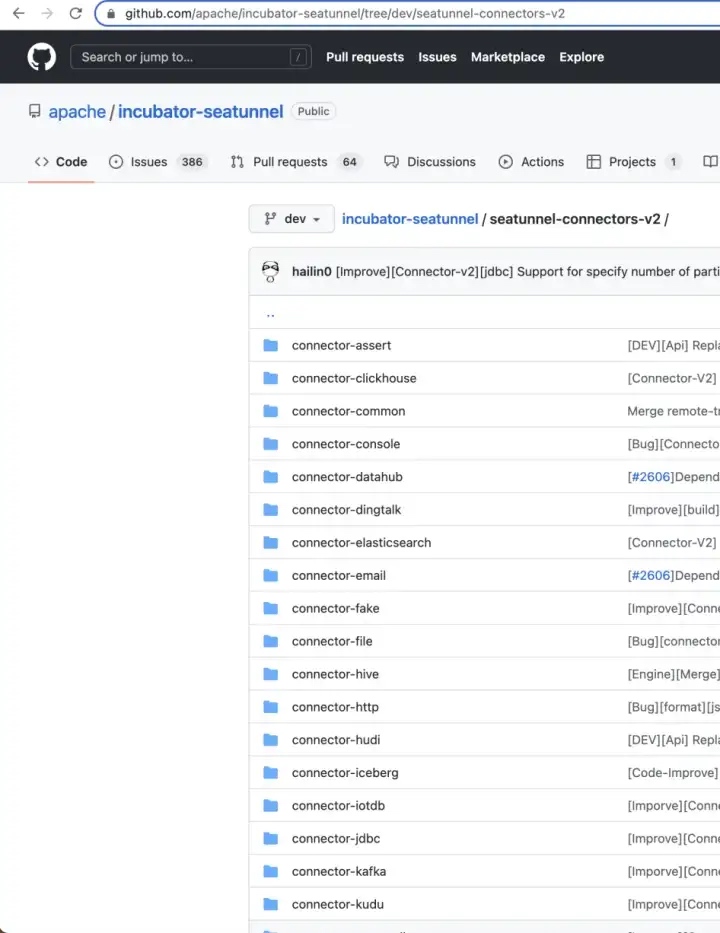 github.com/apache/incubator-seatunnel/tree/dev/seatunnel-connectors-v2
Search or jump to... / Pull requests Issues Marketplace Explore
apache / incubator-seatunnel Public
Code Issues 386 Pull requests 64 Discussions Actions Projects 1
dev incubator-seatunnel / seatunnel-connectors-v2 /
hailin0 [Improve][Connector-v2][jdbc] Support for specify number of parti
..
connector-assert [DEV][Api] Repla
connector-clickhouse [Connector-V2]
connector-common Merge remote-tr
connector-console [Bug][Connecto
connector-datahub [#2606]Depend
connector-dingtalk [Improve][build]
connector-elasticsearch [Connector-V2]
connector-email [#2606]Depend
connector-fake [Improve][Conne
connector-file [Bug][connector
connector-hive [Engine][Merge]
connector-http [Bug][format][js
connector-hudi [DEV][Api] Repla
connector-iceberg [Code-Improve]
connector-iotdb [Imporve][Conne
connector-jdbc [Improve][Conne
connector-kafka [Imporve][Conne
connector-kudu [Improve][Conne